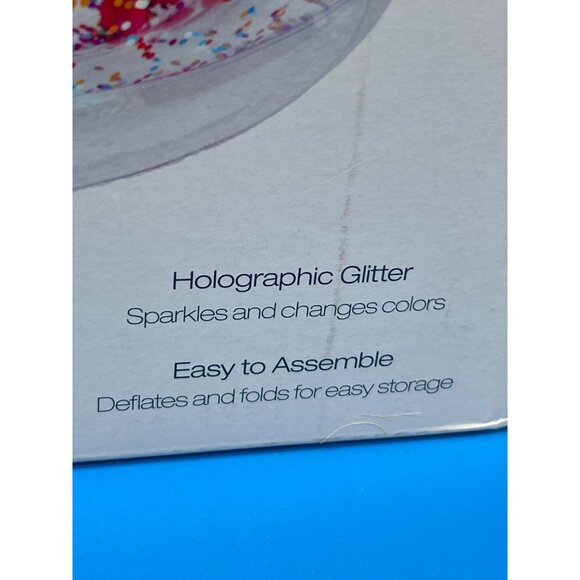 Holographic Glitter
Sparkles and changes colors
Easy to Assemble
Deflates and folds for easy storage